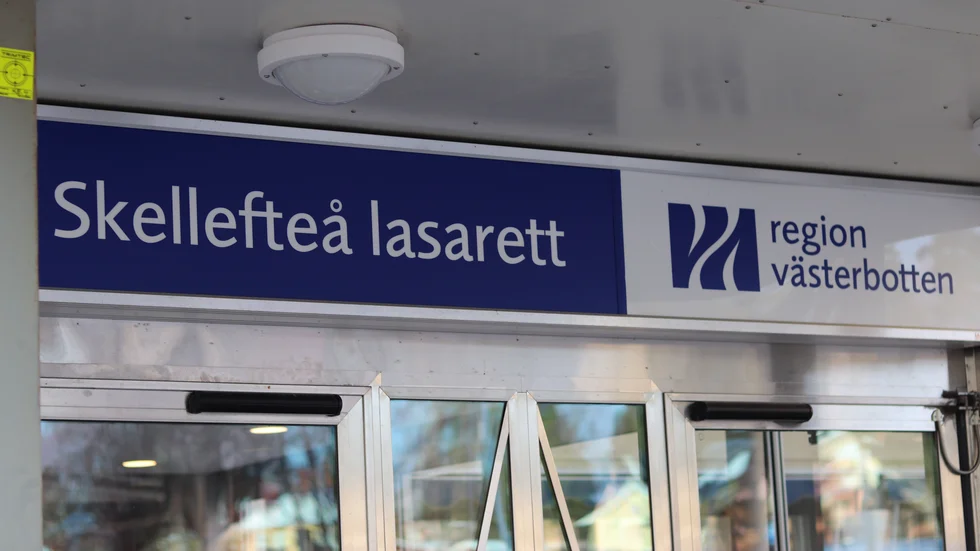 Skellefteå lasarett
region
västerbotten